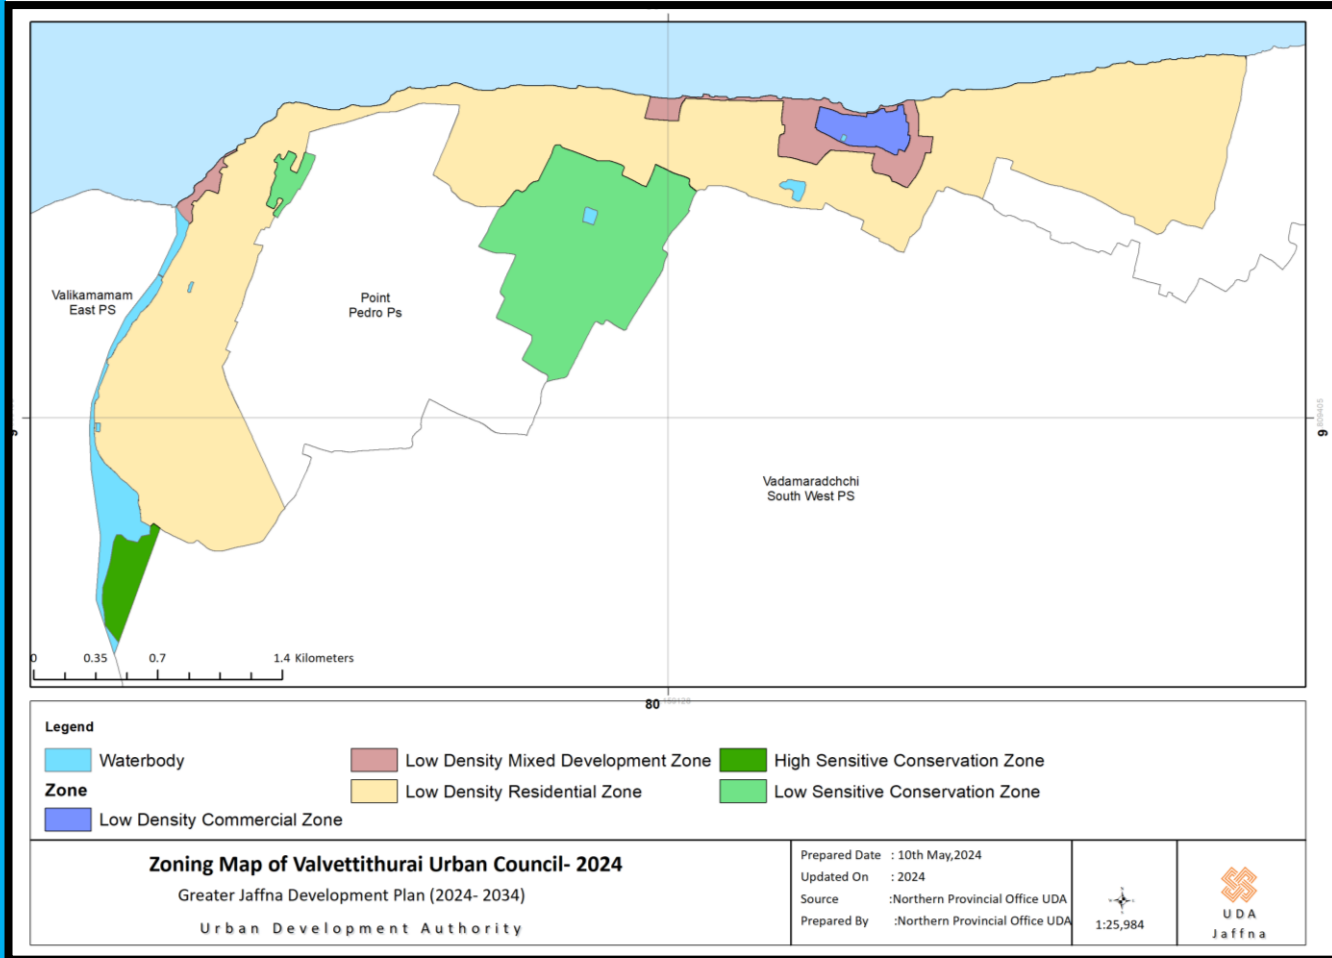 Valikamamam
East PS
Point
Pedro Ps
Vadamaradchchi
South West PS
0 0.35 0.7 1.4 Kilometers
9
9
80
Legend
Waterbody
Zone
Low Density Commercial Zone
Low Density Mixed Development Zone
Low Density Residential Zone
High Sensitive Conservation Zone
Low Sensitive Conservation Zone
Zoning Map of Valvettithurai Urban Council- 2024
Greater Jaffna Development Plan (2024- 2034)
Urban Development Authority
Prepared Date : 10th May,2024
Updated On : 2024
Source :Northern Provincial Office UDA
Prepared By :Northern Provincial Office UDA
1:25,984
UDA
Jaffna